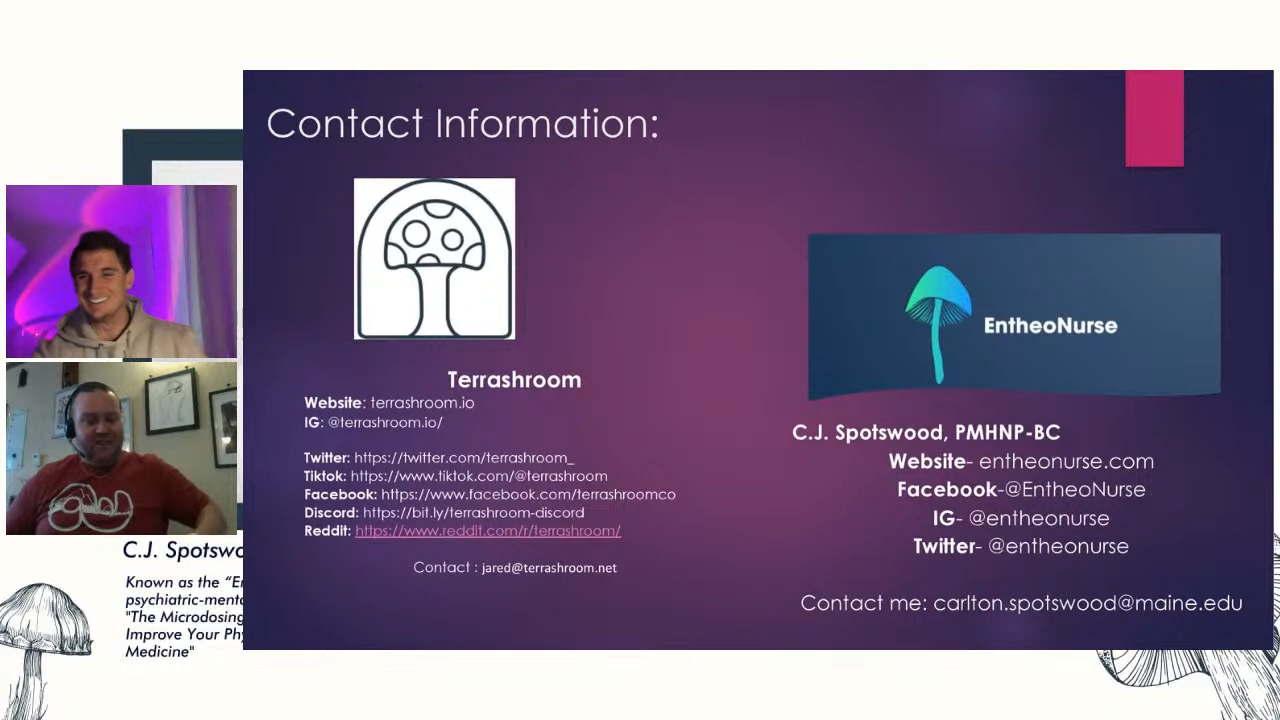 Contact Information:
EntheoNurse
Terrashroom
Website: terrashroom.io
IG: @terrashroom.io/
Twitter: https://twitter.com/terrashroom_
Tiktok: https://www.tiktok.com/@terrashroom
Facebook: https://www.facebook.com/terrashroomco
Discord: https://bit.ly/terrashroom-discord
Reddit: https://www.reddit.com/r/terrashroom/
Contact : jared@terrashroom.net
C.J. Spotswood, PMHNP-BC
Website- entheonurse.com
Facebook-@EntheoNurse
IG- @entheonurse
Twitter- @entheonurse
Contact me: carlton.spotswood@maine.edu
C.J. Spotswo
Known as the “E
psychiatric-menta
"The Microdosing
Improve Your Phy
Medicine"